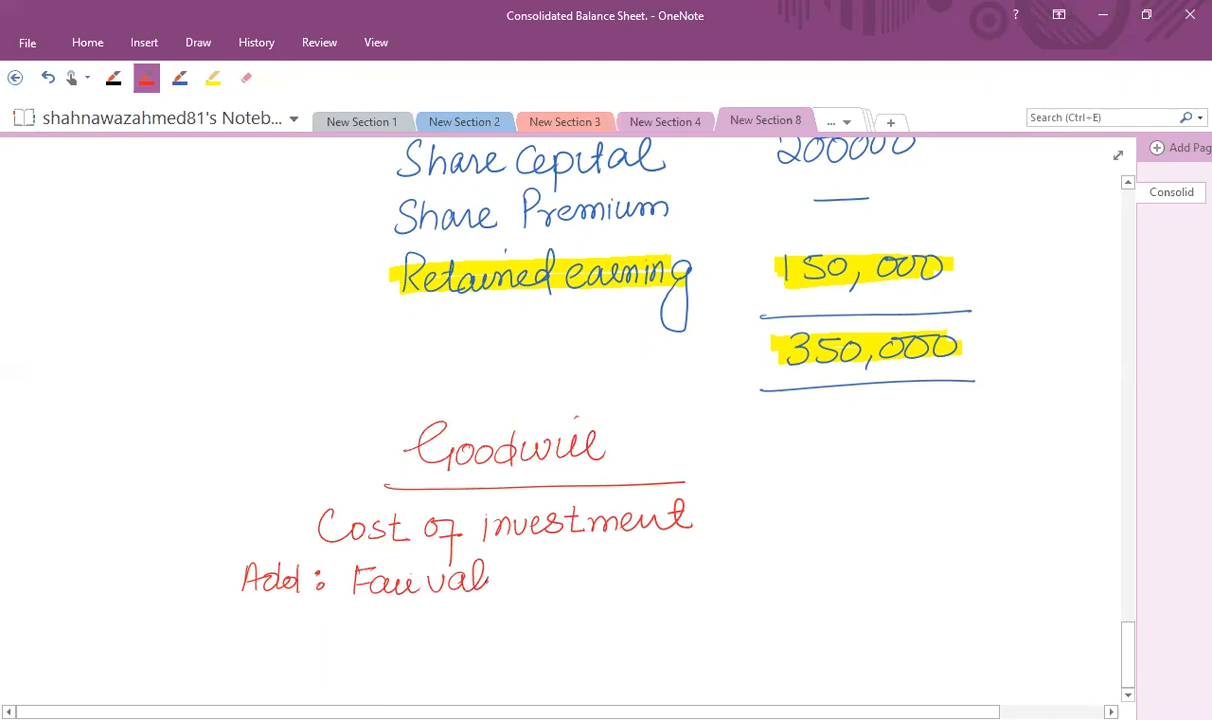 Consolidated Balance Sheet. - OneNote
?
File Home Insert Draw History Review View
shahnawazahmed81's Noteb... New Section 1 New Section 2 New Section 3 New Section 4 New Section 8 ... + Search (Ctrl+E)
Add Pag
Consolid
Share Cepital 200000
Share Premium —
Retained earning 150,000
350,000
Goodwill
Cost of investment
Add: Fair val